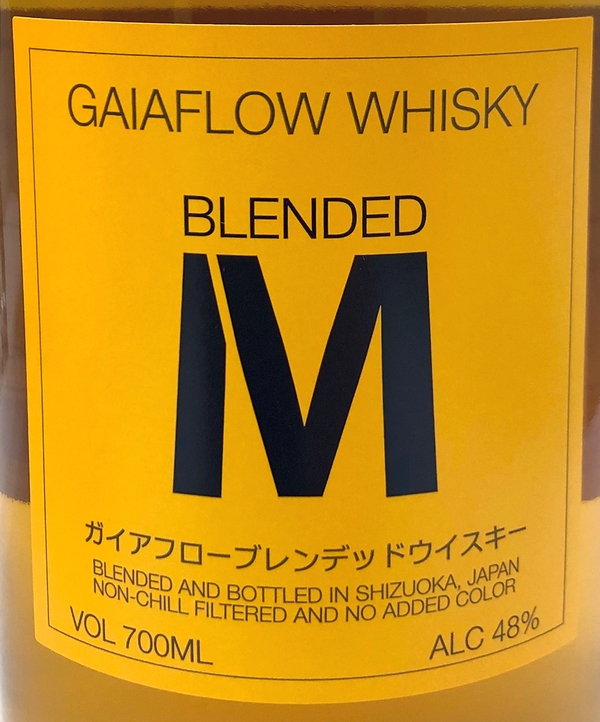 GAIAFLOW WHISKY
BLENDED
M
ガイアフローブレンデッドウイスキー
BLENDED AND BOTTLED IN SHIZUOKA, JAPAN
NON-CHILL FILTERED AND NO ADDED COLOR
VOL 700ML ALC 48%